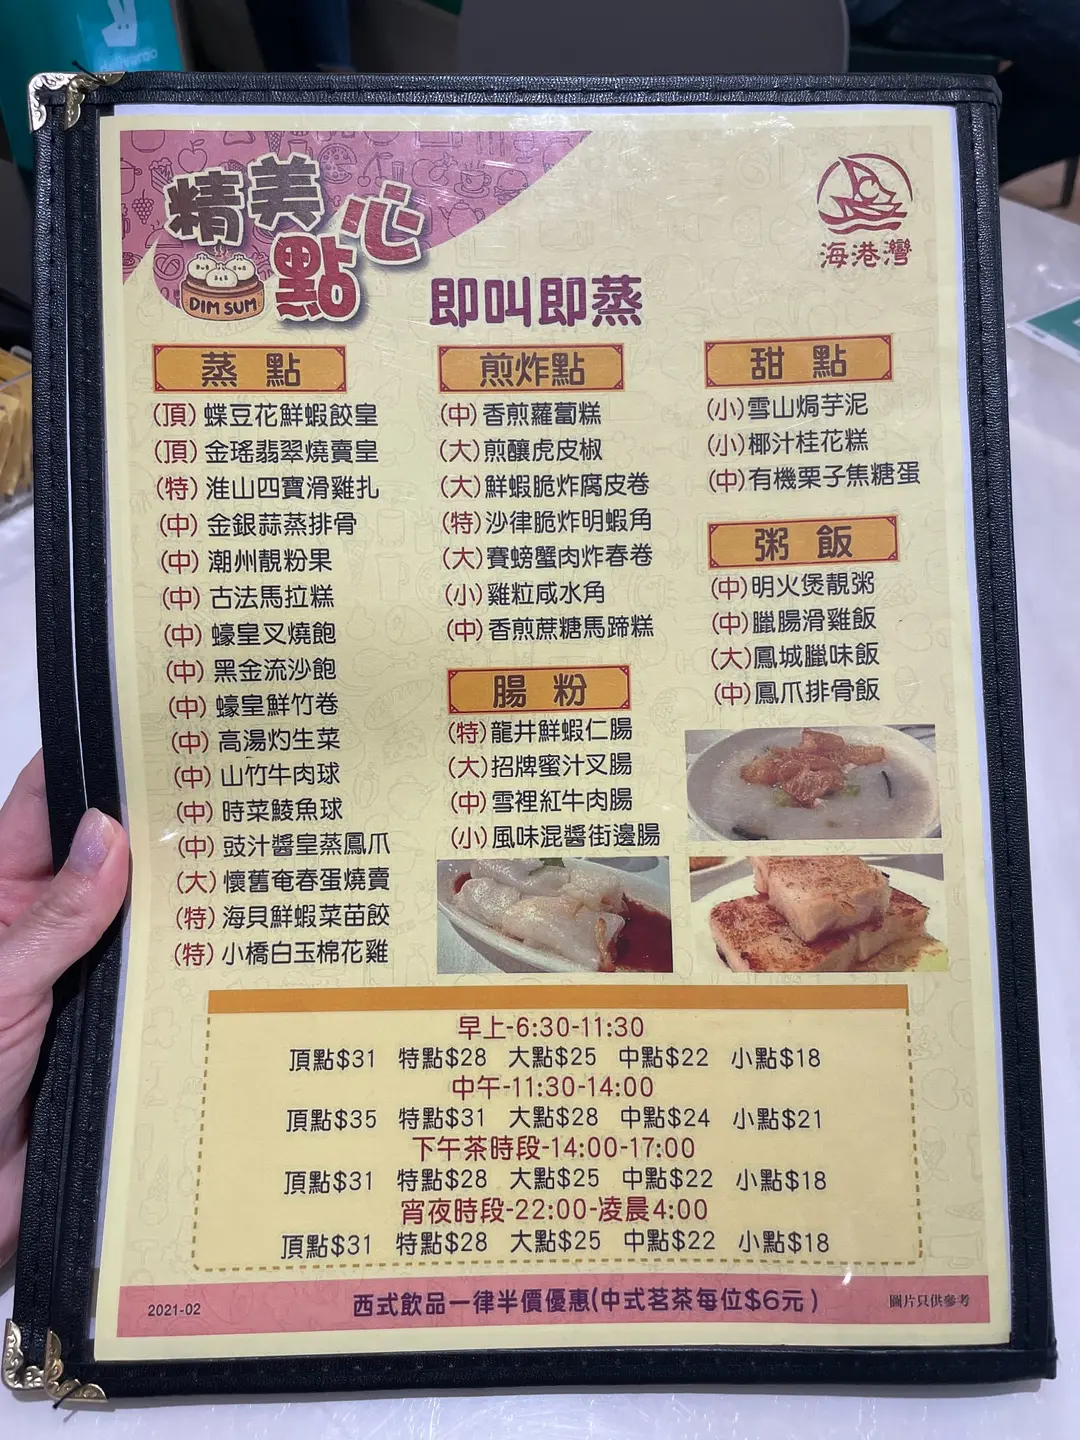 精美
點心
DIM SUM
即叫即蒸
海港灣
蒸 點
(頂) 蝶豆花鮮蝦餃皇
(頂) 金瑤翡翠燒賣皇
(特) 淮山四寶滑雞扎
(中) 金銀蒜蒸排骨
(中) 潮州靚粉果
(中) 古法馬拉糕
(中) 蠔皇叉燒飽
(中) 黑金流沙飽
(中) 蠔皇鮮竹卷
(中) 高湯灼生菜
(中) 山竹牛肉球
(中) 時菜鯪魚球
(中) 豉汁醬皇蒸鳳爪
(大) 懷舊奄春蛋燒賣
(特) 海貝鮮蝦菜苗餃
(特) 小橋白玉棉花雞
煎炸點
(中) 香煎蘿蔔糕
(大) 煎釀虎皮椒
(大) 鮮蝦脆炸腐皮卷
(特) 沙律脆炸明蝦角
(大) 賽螃蟹肉炸春卷
(小) 雞粒咸水角
(中) 香煎蔗糖馬蹄糕
腸 粉
(特) 龍井鮮蝦仁腸
(大) 招牌蜜汁叉腸
(中) 雪裡紅牛肉腸
(小) 風味混醬街邊腸
甜 點
(小) 雪山焗芋泥
(小) 椰汁桂花糕
(中) 有機栗子焦糖蛋
粥 飯
(中) 明火煲靚粥
(中) 臘腸滑雞飯
(大) 鳳城臘味飯
(中) 鳳爪排骨飯
早上-6:30-11:30
頂點$31 特點$28 大點$25 中點$22 小點$18
中午-11:30-14:00
頂點$35 特點$31 大點$28 中點$24 小點$21
下午茶時段-14:00-17:00
頂點$31 特點$28 大點$25 中點$22 小點$18
宵夜時段-22:00-凌晨4:00
頂點$31 特點$28 大點$25 中點$22 小點$18
2021-02
西式飲品一律半價優惠(中式茗茶每位$6元)
圖片只供參考